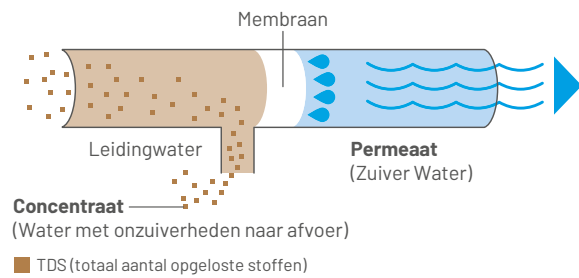 Membraan
Leidingwater
Permeaat
(Zuiver Water)
Concentraat
(Water met onzuiverheden naar afvoer)
TDS (totaal aantal opgeloste stoffen)